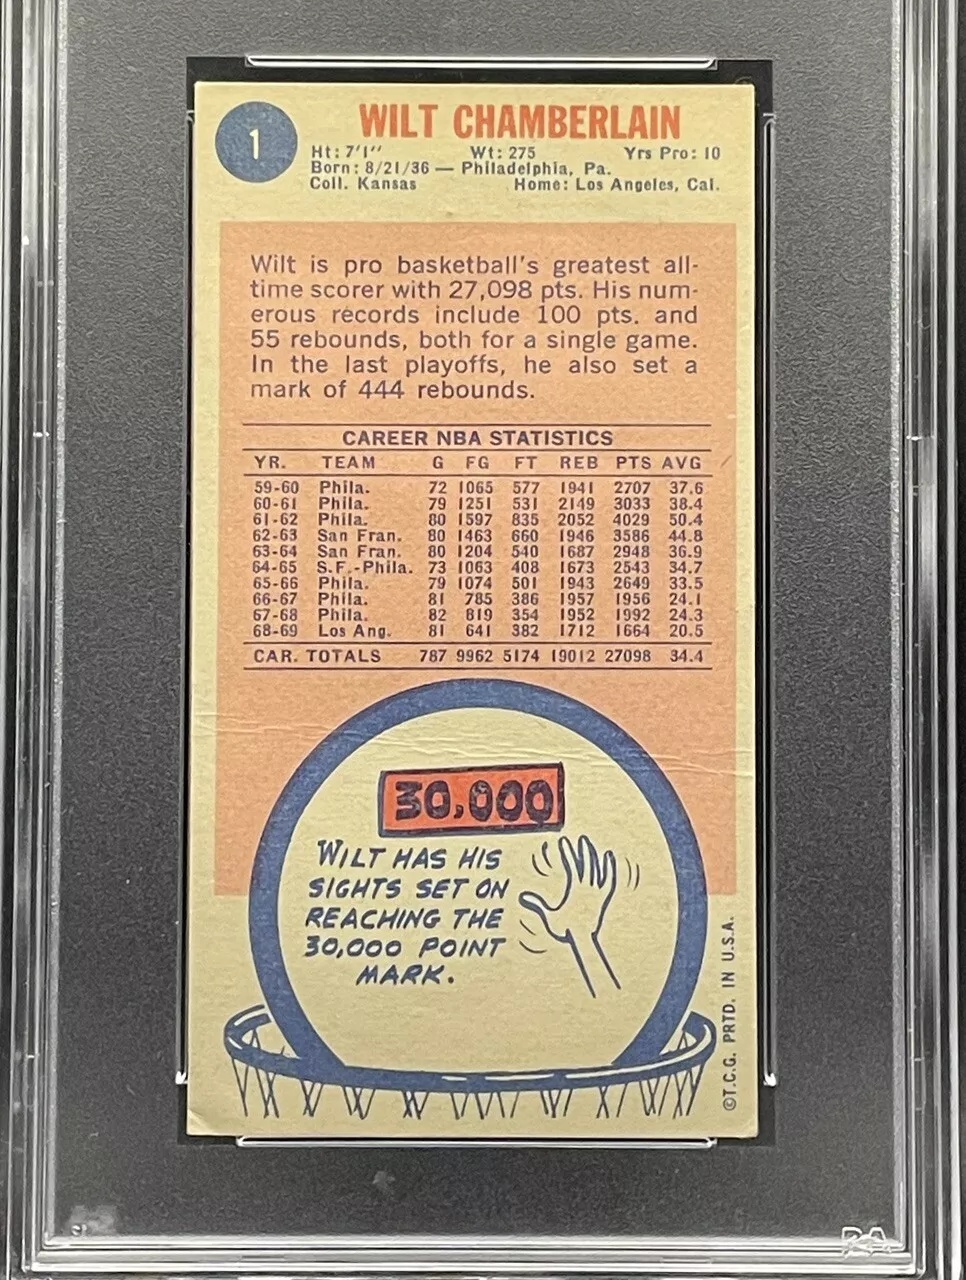 1
WILT CHAMBERLAIN
Ht: 7'1" Wt: 275 Yrs Pro: 10
Born: 8/21/36 — Philadelphia, Pa.
Coll. Kansas Home: Los Angeles, Cal.
Wilt is pro basketball's greatest all-
time scorer with 27,098 pts. His num-
erous records include 100 pts. and
55 rebounds, both for a single game.
In the last playoffs, he also set a
mark of 444 rebounds.
CAREER NBA STATISTICS
YR. TEAM G FG FT REB PTS AVG
59-60 Phila. 72 1065 577 1941 2707 37.6
60-61 Phila. 79 1251 531 2149 3033 38.4
61-62 Phila. 80 1597 835 2052 4029 50.4
62-63 San Fran. 80 1463 660 1946 3586 44.8
63-64 San Fran. 80 1204 540 1687 2948 36.9
64-65 S.F.-Phila. 73 1063 408 1673 2543 34.7
65-66 Phila. 79 1074 501 1943 2649 33.5
66-67 Phila. 81 785 386 1957 1956 24.1
67-68 Phila. 82 819 354 1952 1992 24.3
68-69 Los Ang. 81 641 382 1712 1664 20.5
CAR. TOTALS 787 9962 5174 19012 27098 34.4
30,000
WILT HAS HIS
SIGHTS SET ON
REACHING THE
30,000 POINT
MARK.
©T.C.G. PRTD. IN U.S.A.